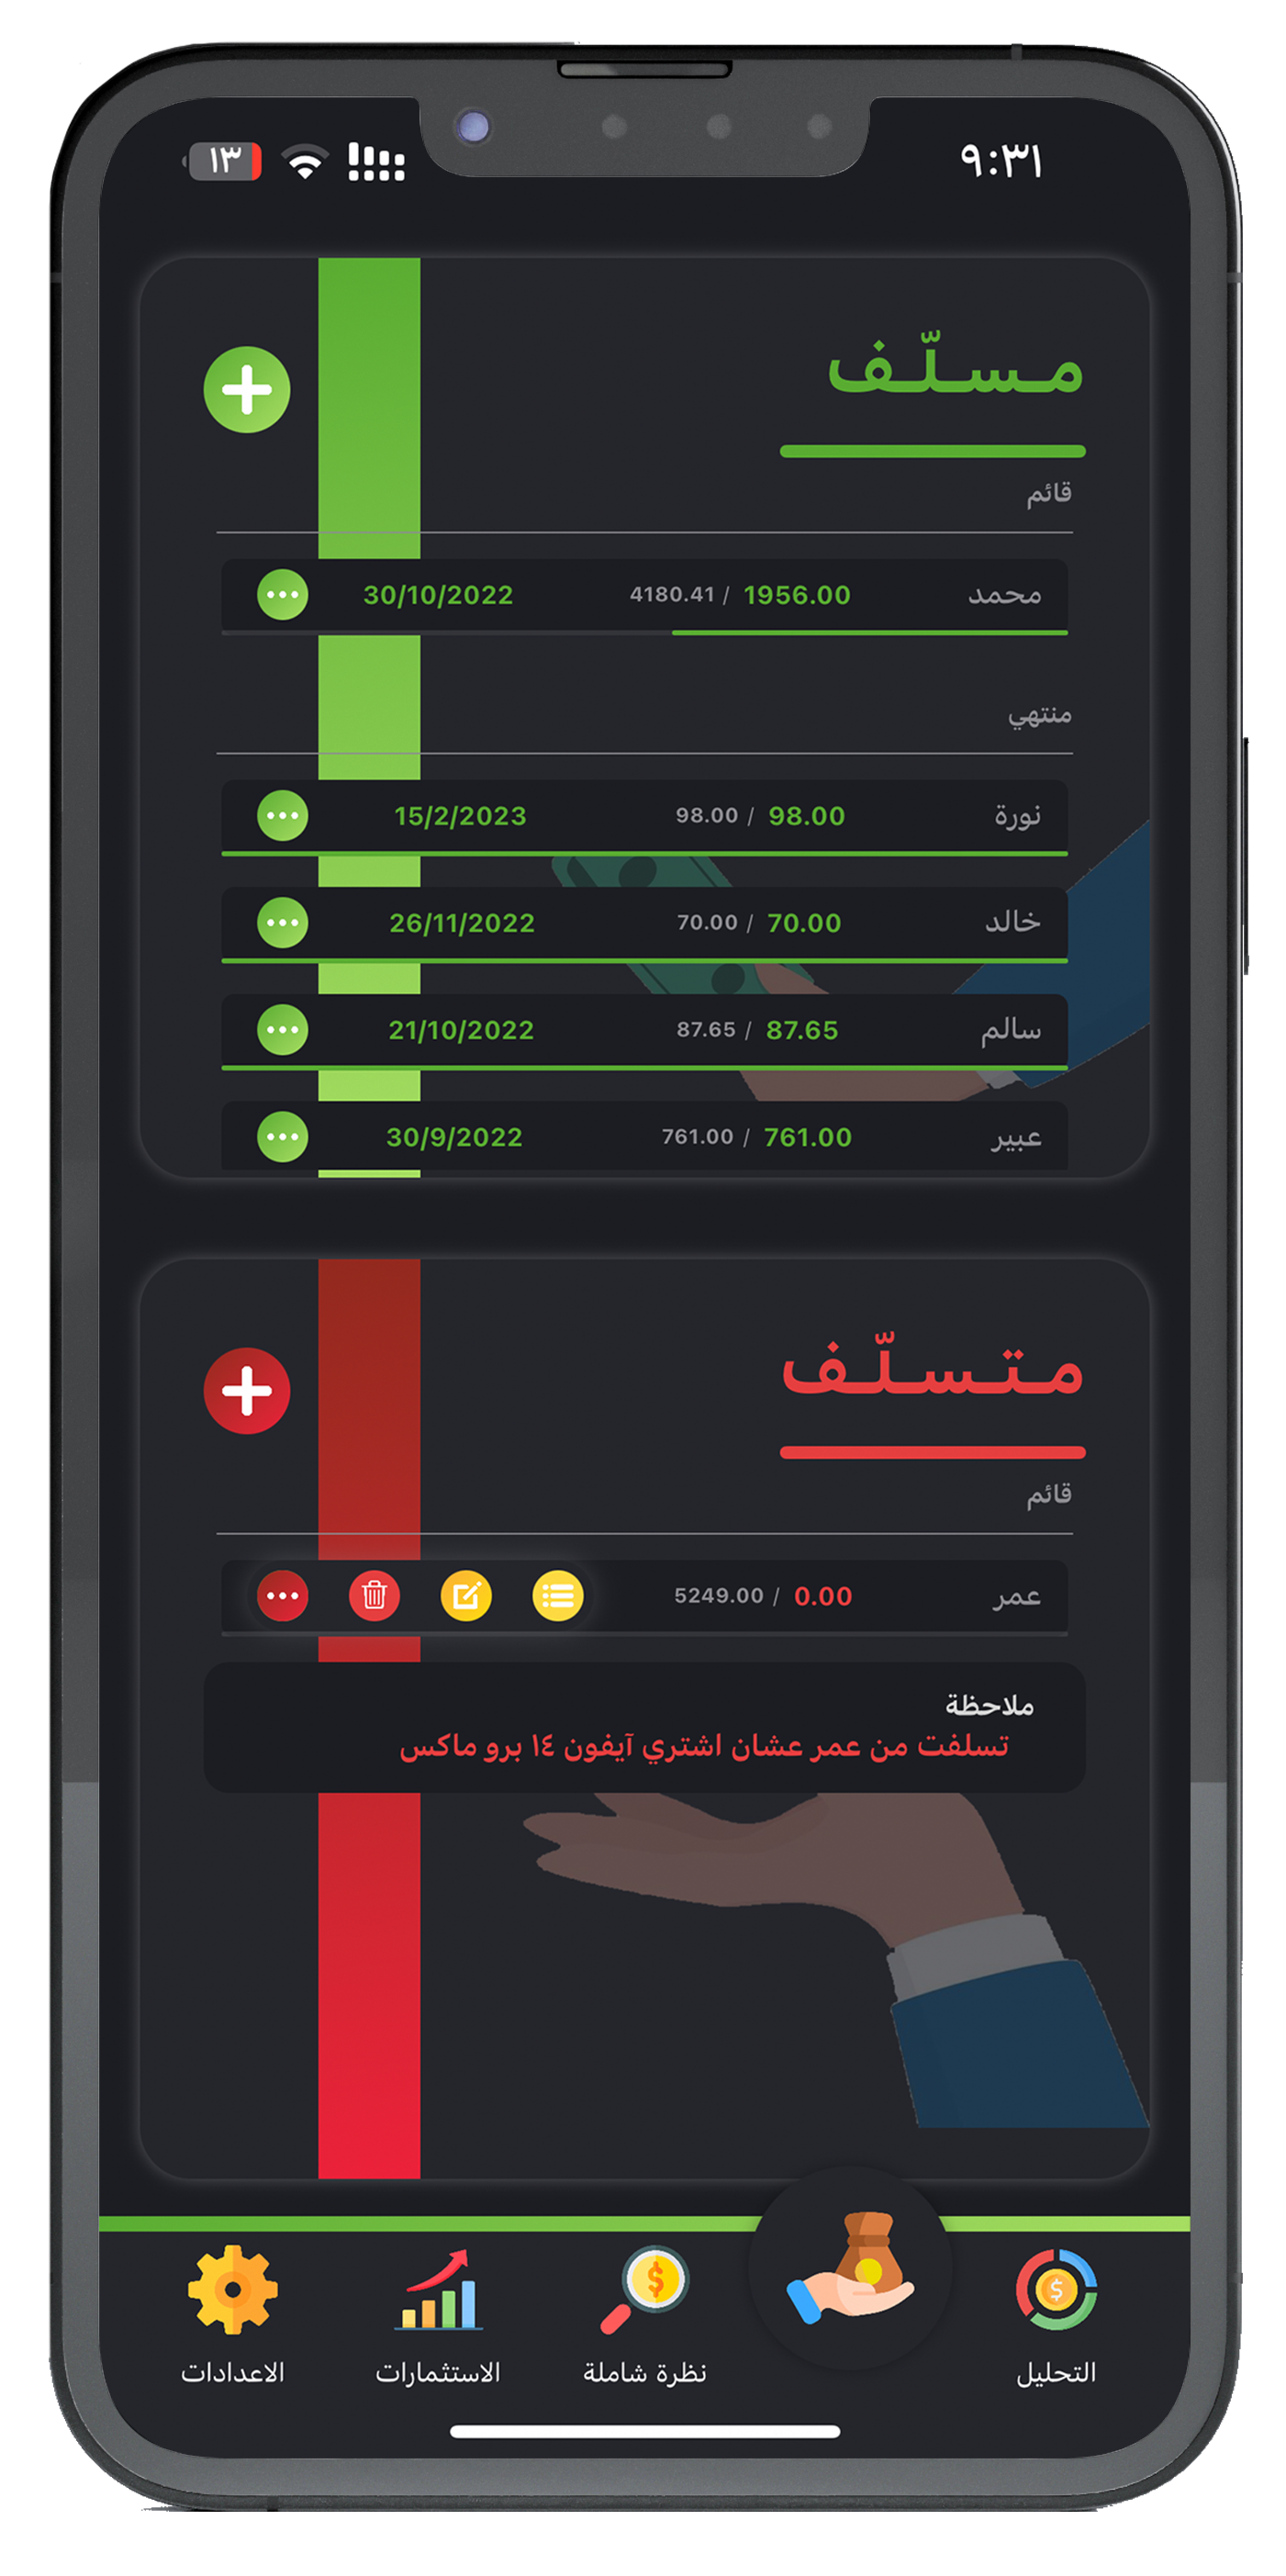 ٩:٣١
١٣
مسلّف
قائم
محمد 1956.00 / 4180.41 30/10/2022
منتهي
نورة 98.00 / 98.00 15/2/2023
خالد 70.00 / 70.00 26/11/2022
سالم 87.65 / 87.65 21/10/2022
عبير 761.00 / 761.00 30/9/2022
متسلّف
قائم
عمر 0.00 / 5249.00
ملاحظة
تسلفت من عمر عشان اشتري آيفون ١٤ برو ماكس
التحليل
نظرة شاملة
الاستثمارات
الاعدادات